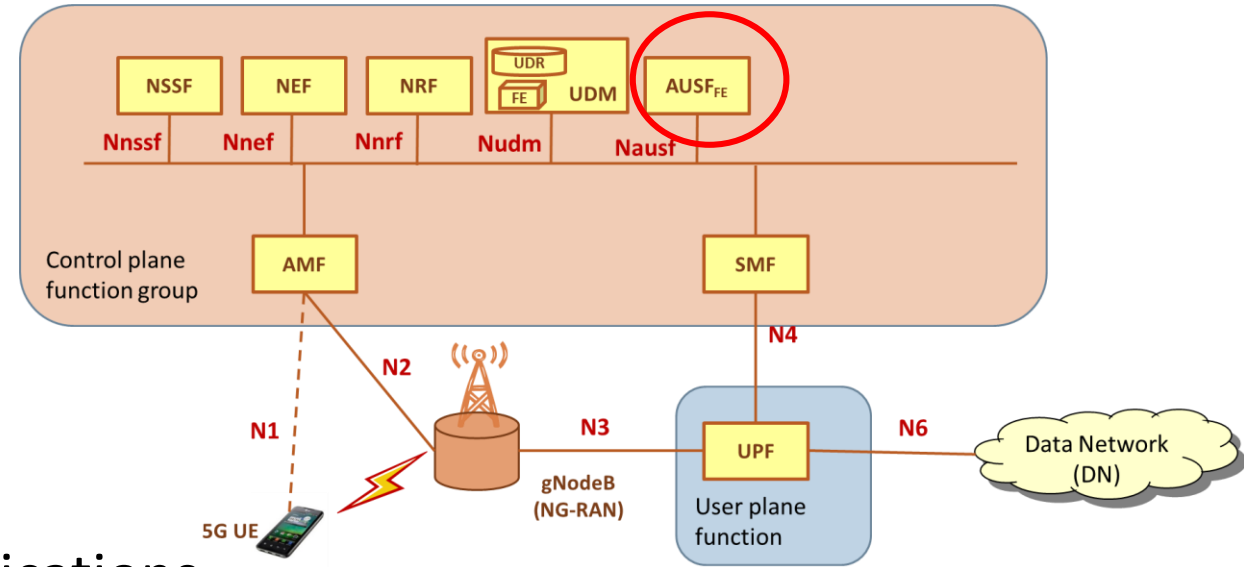 UDR
NSSF
NEF
NRF
FE
UDM
AUSFFE
Nnssf
Nnef
Nnrf
Nudm
Nausf
Control plane
function group
AMF
SMF
N4
N2
N1
N3
N6
UPF
Data Network
(DN)
gNodeB
(NG-RAN)
User plane
function
5G UE